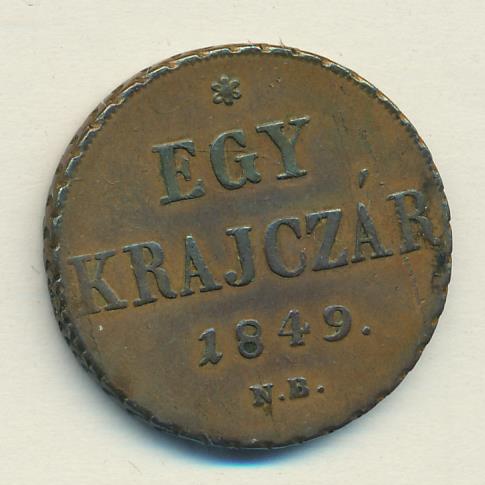 EGY
KRAJCZÁR
1849.
N.B.